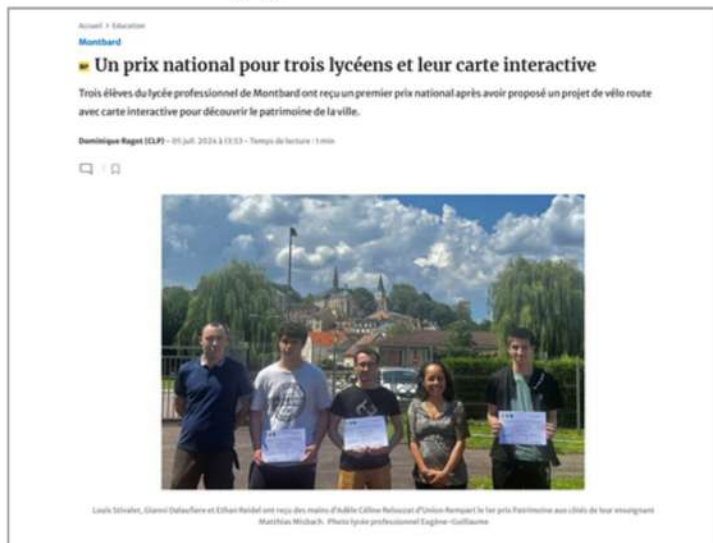 Accueil > Education
Montbard
BP Un prix national pour trois lycéens et leur carte interactive
Trois élèves du lycée professionnel de Montbard ont reçu un premier prix national après avoir proposé un projet de vélo route
avec carte interactive pour découvrir le patrimoine de la ville.
Dominique Ragot (CLP) - 05 juil. 2024 à 13:53 - Temps de lecture : 1 min
Louis Stivalet, Gianni Dalaufiere et Ethan Reidel ont reçu des mains d'Adèle Céline Relouzat d'Union Rempart le 1er prix Patrimoine aux côtés de leur enseignant
Matthias Misbach. Photo lycée professionnel Eugène-Guillaume